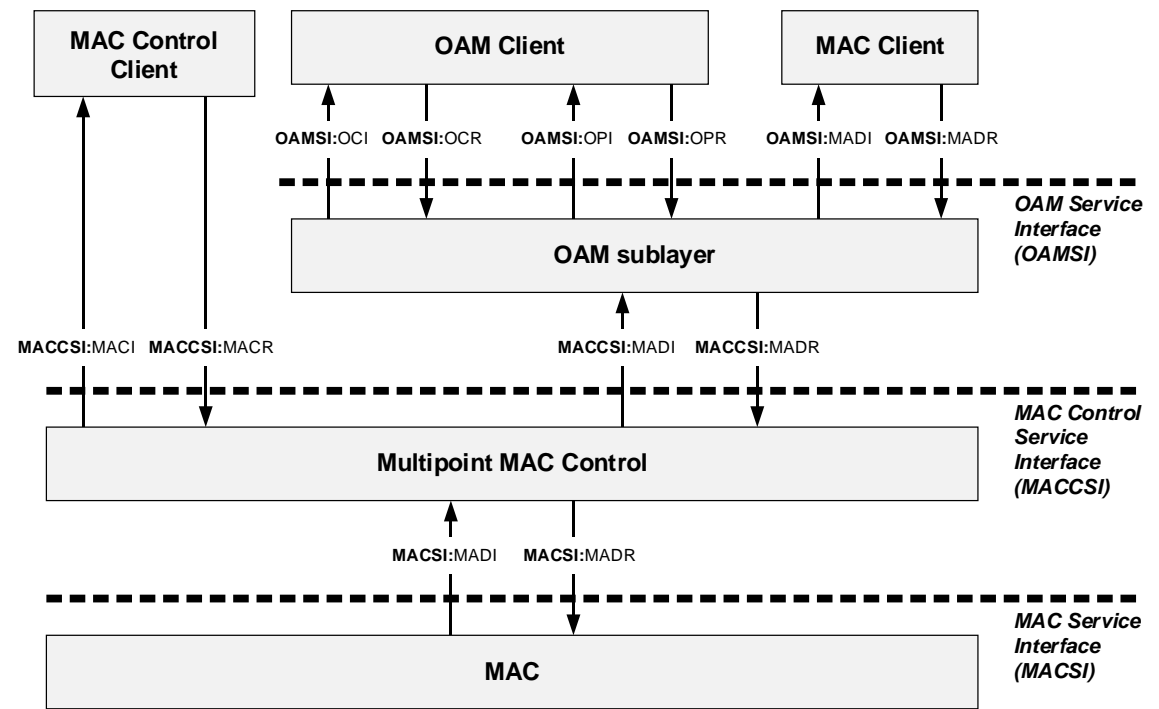 MAC Control
Client
OAM Client
MAC Client
OAMSI:OCI OAMSI:OCR OAMSI:OPI OAMSI:OPR OAMSI:MADI OAMSI:MADR
OAM Service
Interface
(OAMSI)
OAM sublayer
MACCSI:MACI MACCSI:MACR MACCSI:MADI MACCSI:MADR
MAC Control
Service
Interface
(MACCSI)
Multipoint MAC Control
MACSI:MADI MACSI:MADR
MAC Service
Interface
(MACSI)
MAC